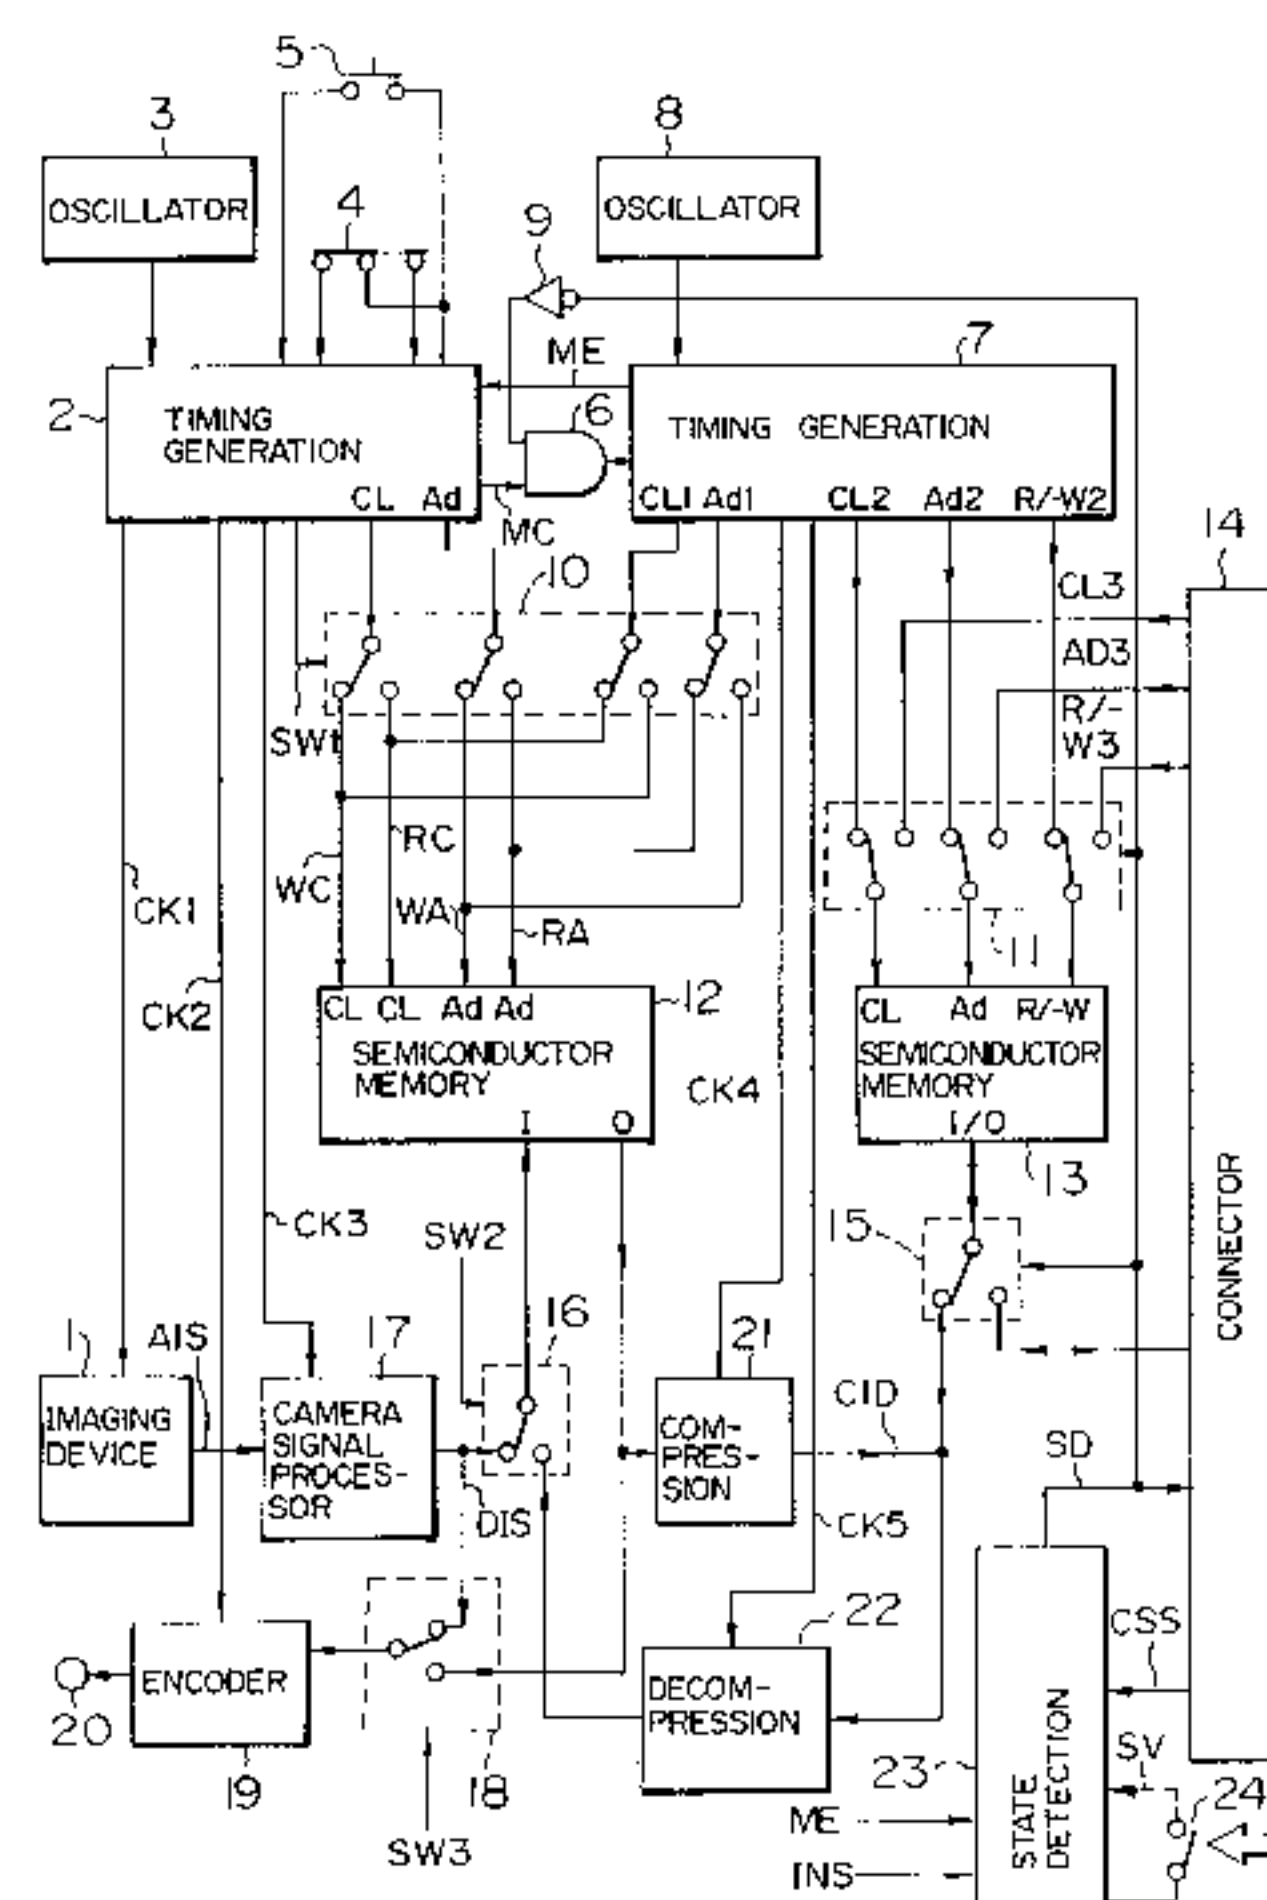 5
3
8
OSCILLATOR
4
9
OSCILLATOR
ME
7
2
TIMING
GENERATION
6
TIMING GENERATION
CL Ad
CL1 Ad1 CL2 Ad2 R/-W2
MC
14
10
CL3
AD3
R/-
W3
SW1
RC
WC
WA
RA
11
CK1
CK2
CL CL Ad Ad
12
CL Ad R/-W
SEMICONDUCTOR
MEMORY
SEMICONDUCTOR
MEMORY
CK4
I O
I/O
13
CONNECTOR
CK3
SW2
15
1
AIS
17
16
21
CID
IMAGING
DEVICE
CAMERA
SIGNAL
PROCES-
SOR
COM-
PRES-
SION
SD
DIS
CK5
22
CSS
ENCODER
DECOM-
PRESSION
20
SV
23
STATE
DETECTION
24
19
18
ME
SW3
INS